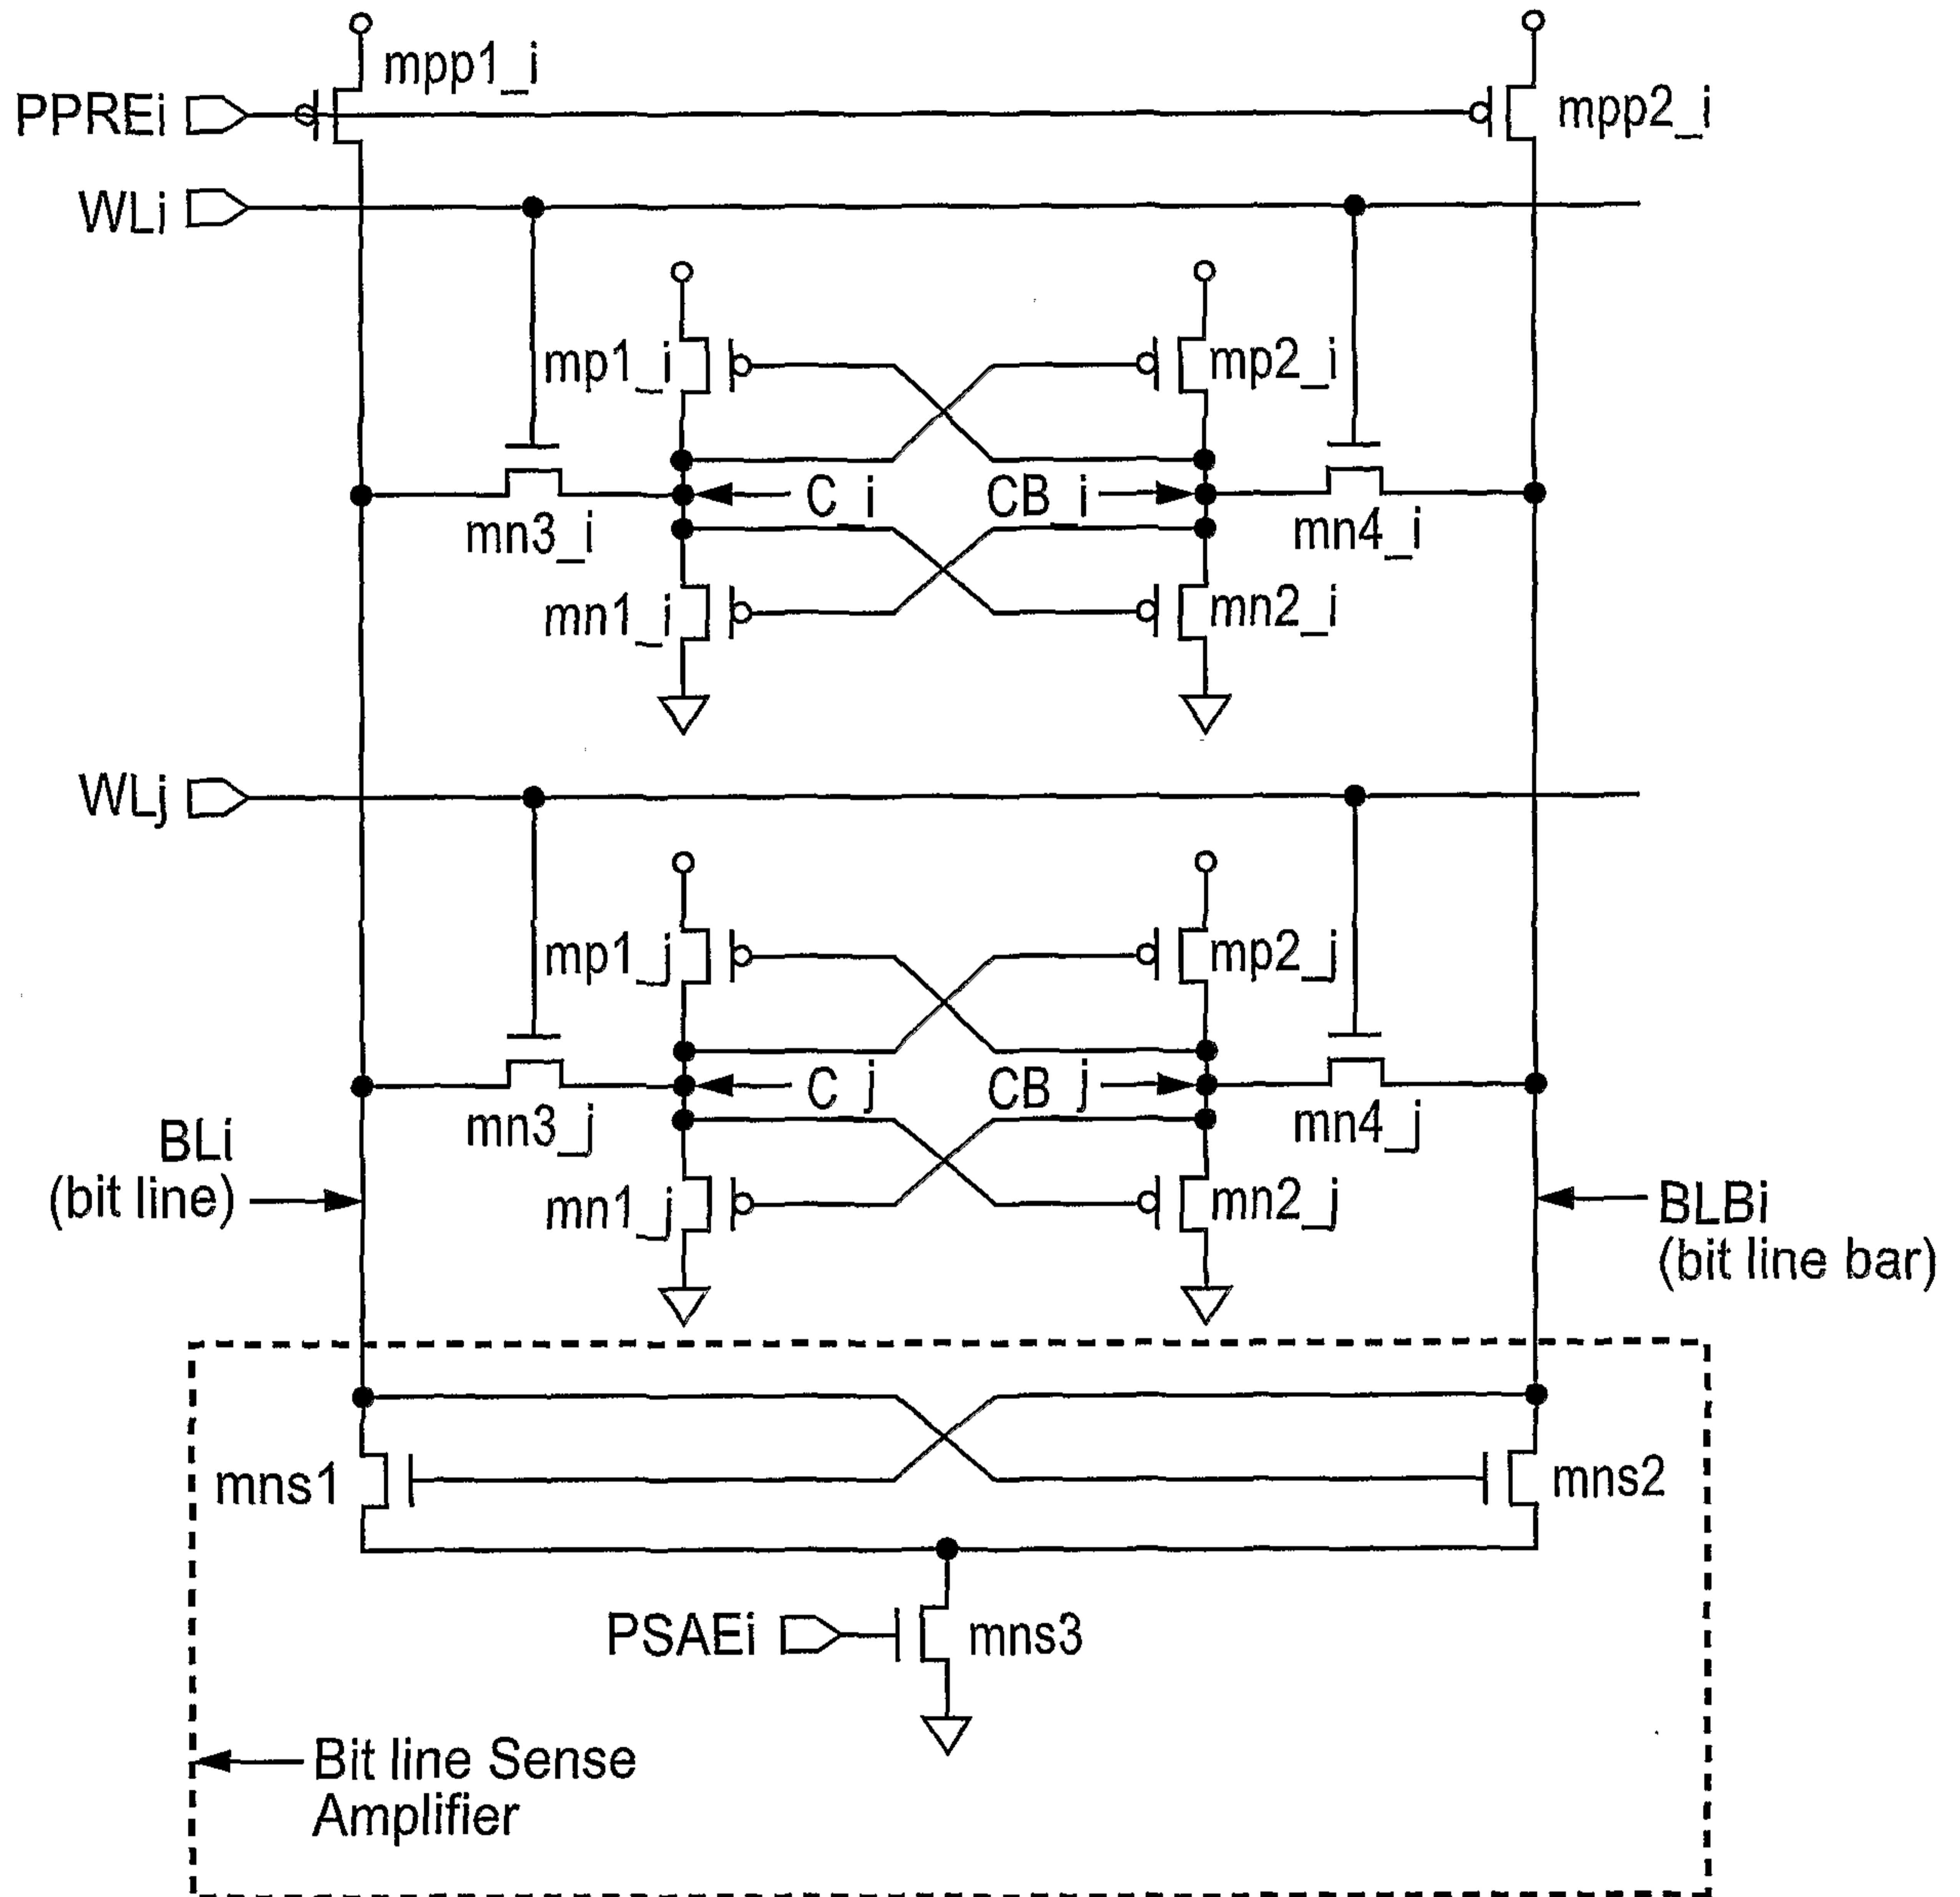 mpp1_i
PPREi
mpp2_i
WLi
mp1_i
mp2_i
C_i
CB_i
mn3_i
mn4_i
mn1_i
mn2_i
WLj
mp1_j
mp2_j
C_j
CB_j
mn3_j
mn4_j
BLi
(bit line)
mn1_j
mn2_j
BLBi
(bit line bar)
mns1
mns2
PSAEi
mns3
Bit line Sense
Amplifier